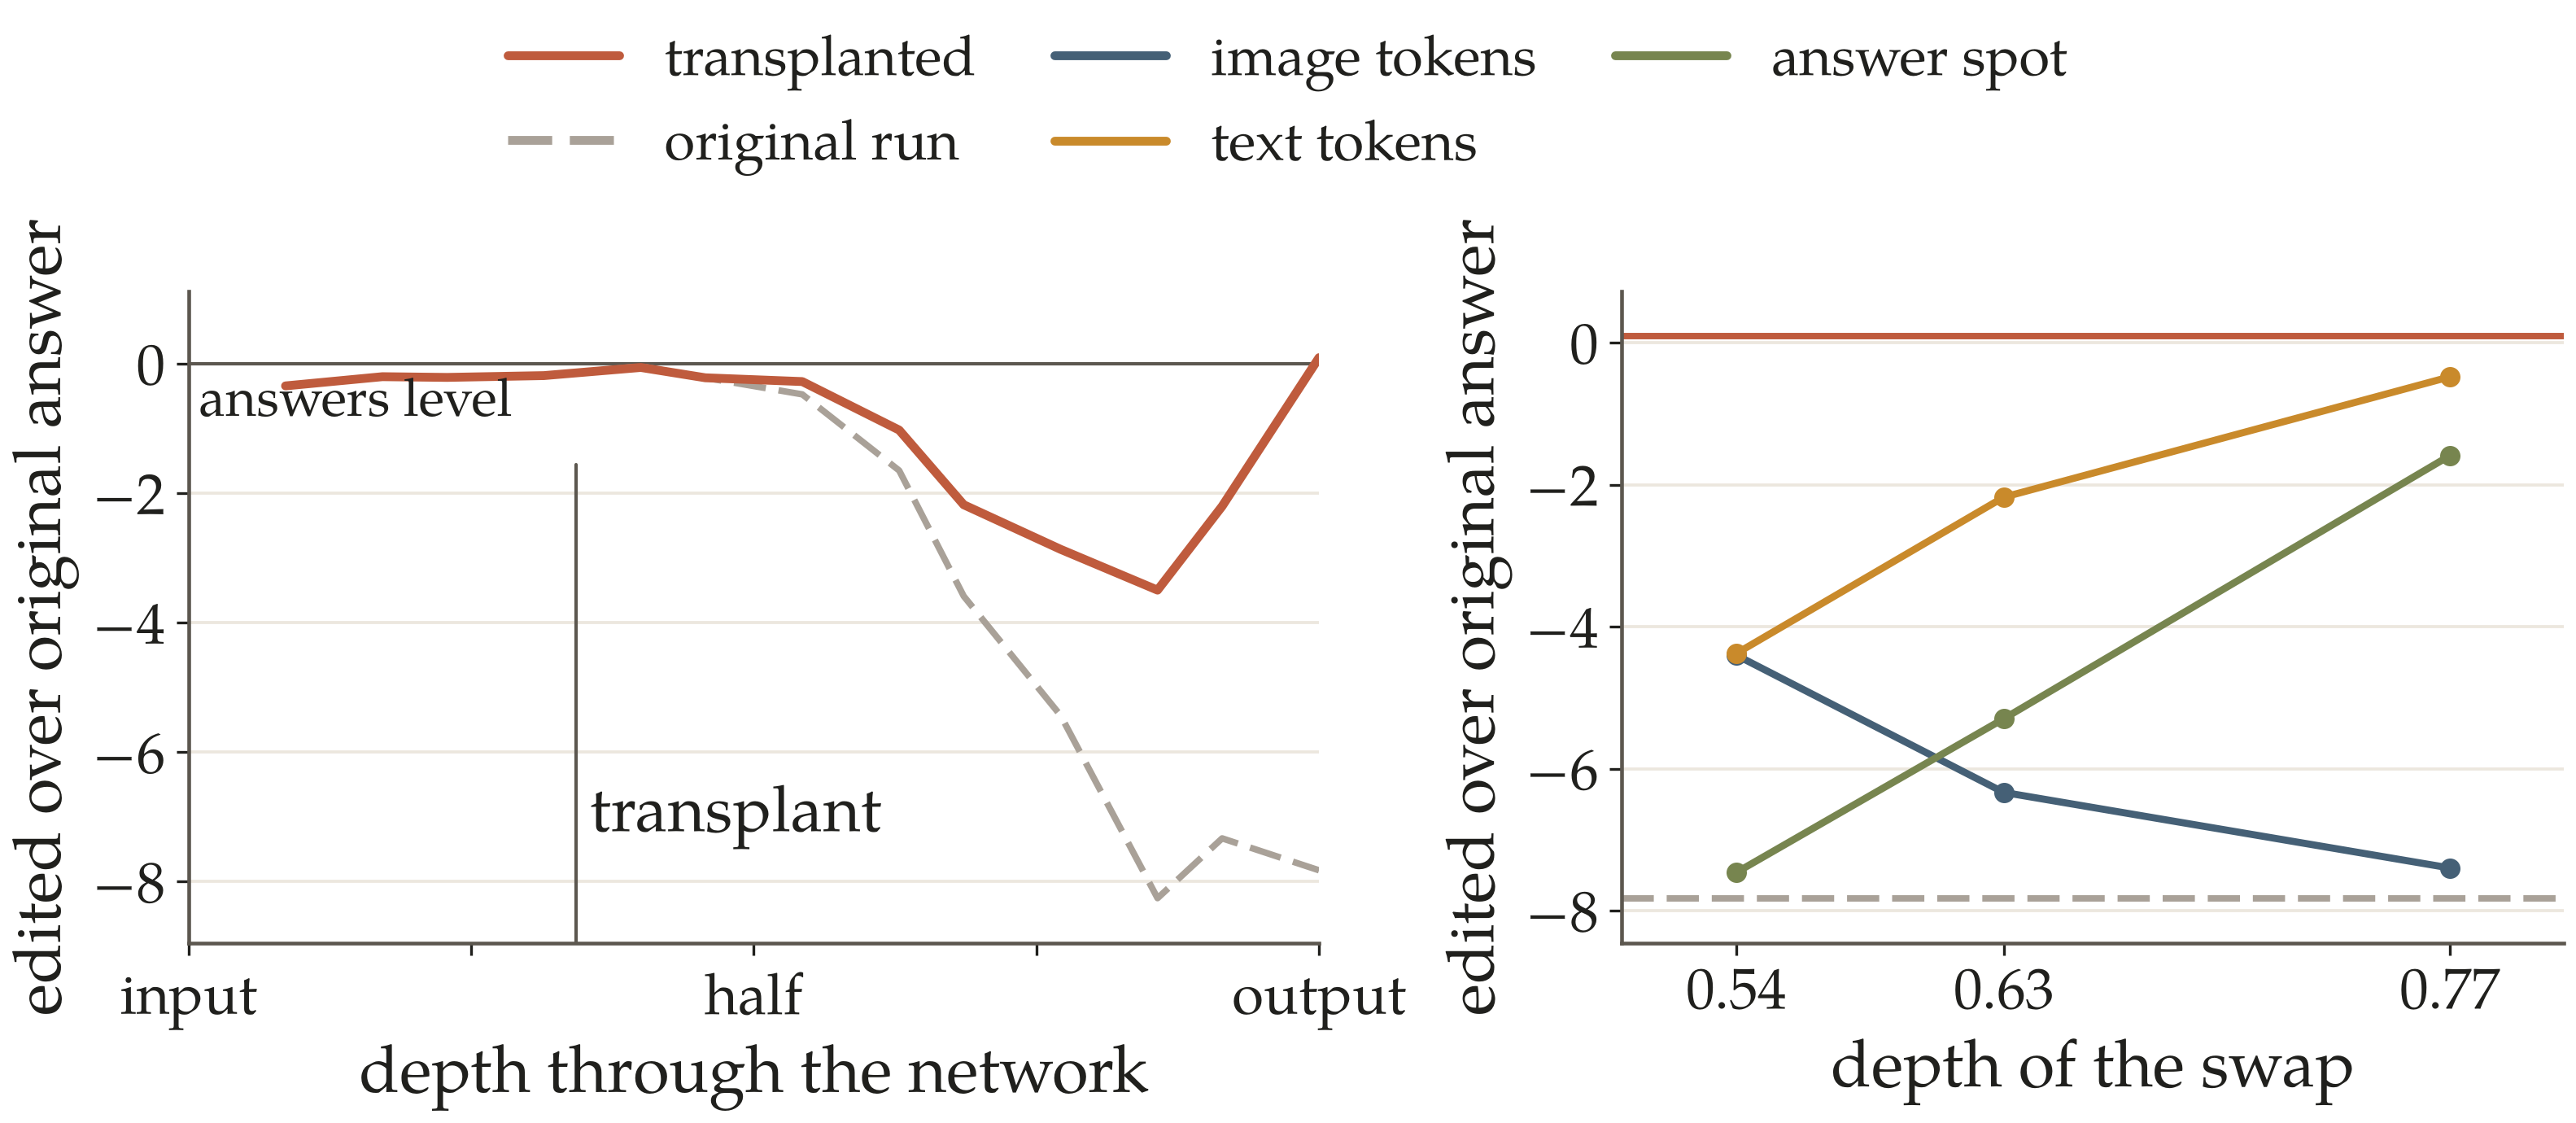 transplanted
image tokens
answer spot
original run
text tokens
edited over original answer
0
−2
−4
−6
−8
answers level
transplant
input
half
output
depth through the network
edited over original answer
0
−2
−4
−6
−8
0.54
0.63
0.77
depth of the swap